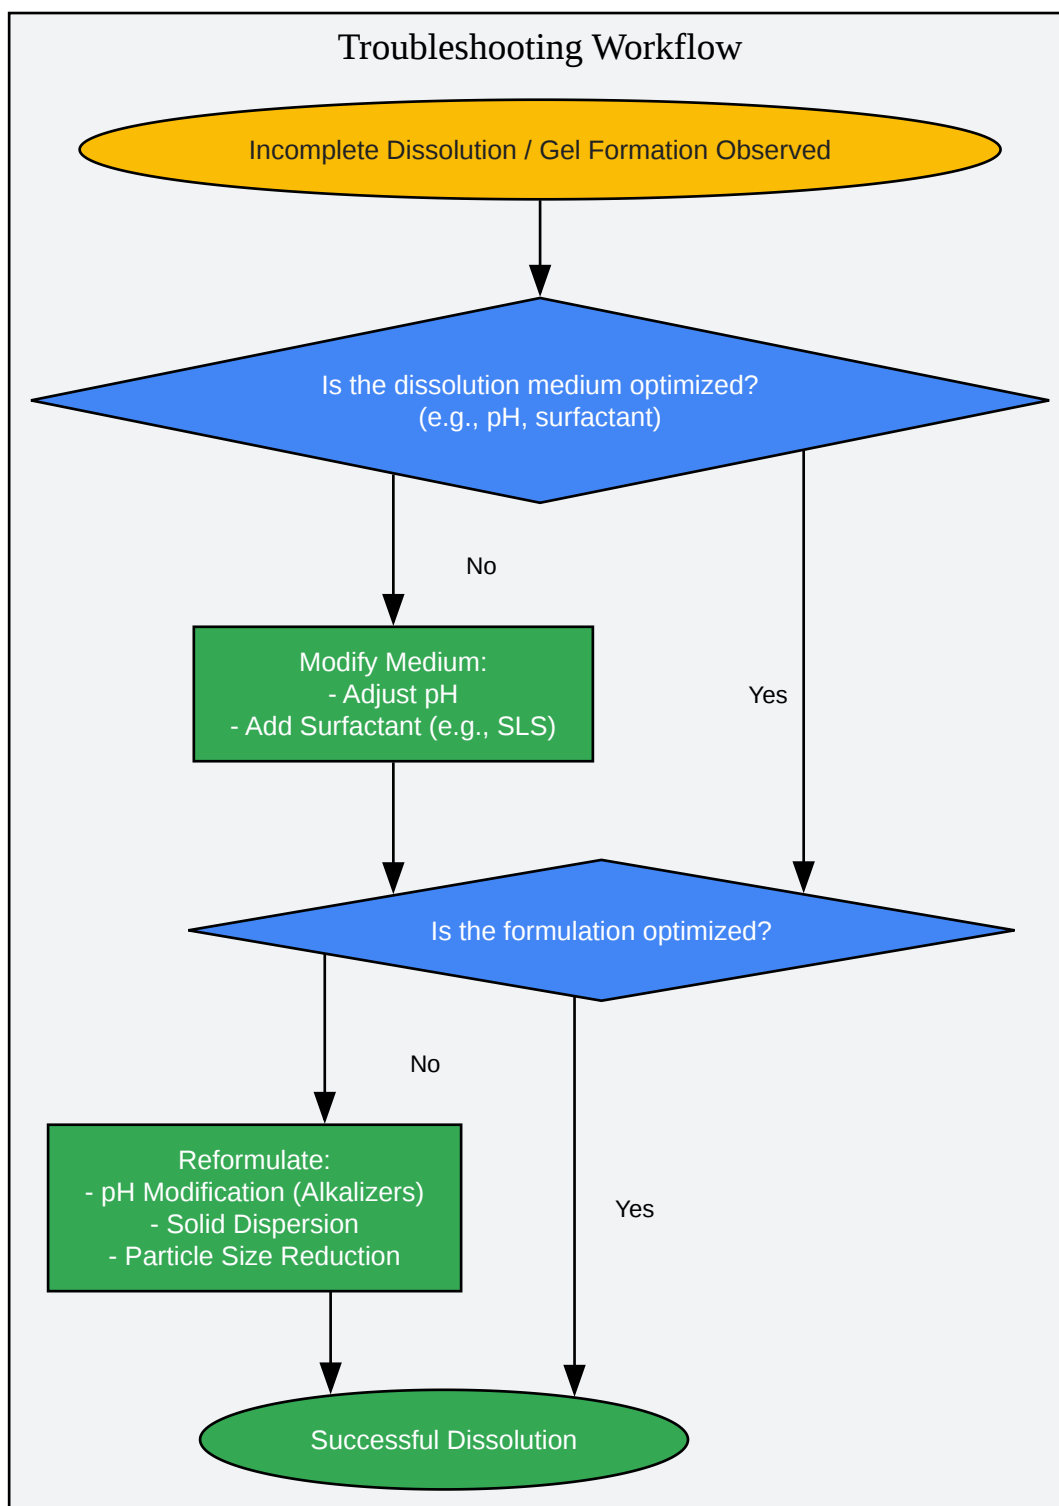 Troubleshooting Workflow
Incomplete Dissolution / Gel Formation Observed
Is the dissolution medium optimized?
(e.g., pH, surfactant)
No
Modify Medium:
- Adjust pH
- Add Surfactant (e.g., SLS)
Yes
Is the formulation optimized?
No
Reformulate:
- pH Modification (Alkalizers)
- Solid Dispersion
- Particle Size Reduction
Yes
Successful Dissolution